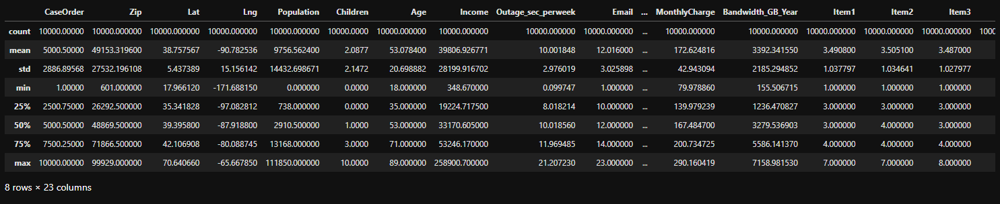 CaseOrder Zip Lat Lng Population Children Age Income Outage_sec_perweek Email ... MonthlyCharge Bandwidth_GB_Year Item1 Item2 Item3
count 10000.00000 10000.000000 10000.000000 10000.000000 10000.000000 10000.0000 10000.000000 10000.000000 10000.000000 10000.000000 ... 10000.000000 10000.000000 10000.000000 10000.000000 10000.000000 1000
mean 5000.50000 49153.319600 38.757567 -90.782536 9756.562400 2.0877 53.078400 39806.926771 10.001848 12.016000 ... 172.624816 3392.341550 3.490800 3.505100 3.487000
std 2886.89568 27532.196108 5.437389 15.156142 14432.698671 2.1472 20.698882 28199.916702 2.976019 3.025898 ... 42.943094 2185.294852 1.037797 1.034641 1.027977
min 1.00000 601.000000 17.966120 -171.688150 0.000000 0.0000 18.000000 348.670000 0.099747 1.000000 ... 79.978860 155.506715 1.000000 1.000000 1.000000
25% 2500.75000 26292.500000 35.341828 -97.082812 738.000000 0.0000 35.000000 19224.717500 8.018214 10.000000 ... 139.979239 1236.470827 3.000000 3.000000 3.000000
50% 5000.50000 48869.500000 39.395800 -87.918800 2910.500000 1.0000 53.000000 33170.605000 10.018560 12.000000 ... 167.484700 3279.536903 3.000000 4.000000 3.000000
75% 7500.25000 71866.500000 42.106908 -80.088745 13168.000000 3.0000 71.000000 53246.170000 11.969485 14.000000 ... 200.734725 5586.141370 4.000000 4.000000 4.000000
max 10000.00000 99929.000000 70.640660 -65.667850 111850.000000 10.0000 89.000000 258900.700000 21.207230 23.000000 ... 290.160419 7158.981530 7.000000 7.000000 8.000000
8 rows × 23 columns